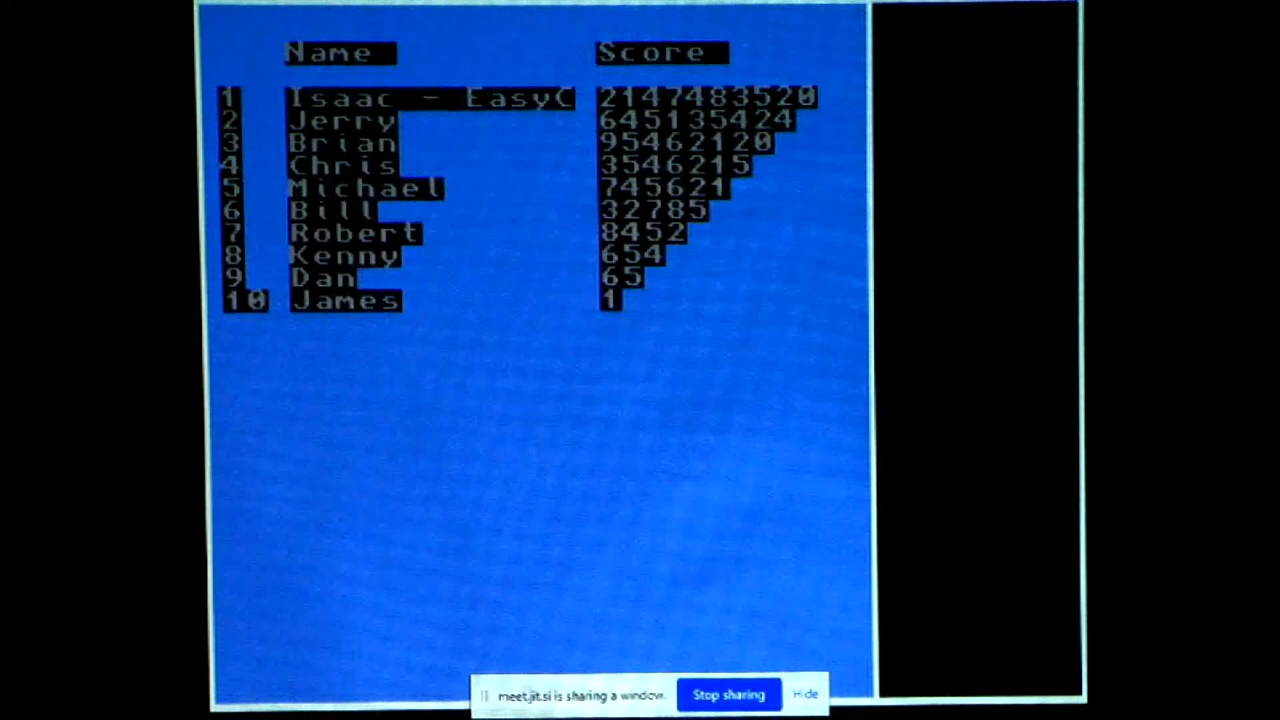 Name Score
1 Isaac - EasyC 2147483520
2 Jerry 645135424
3 Brian 95462120
4 Chris 3546215
5 Michael 745621
6 Bill 32785
7 Robert 8452
8 Kenny 654
9 Dan 65
10 James 1
meet.jit.si is sharing a window. Stop sharing Hide